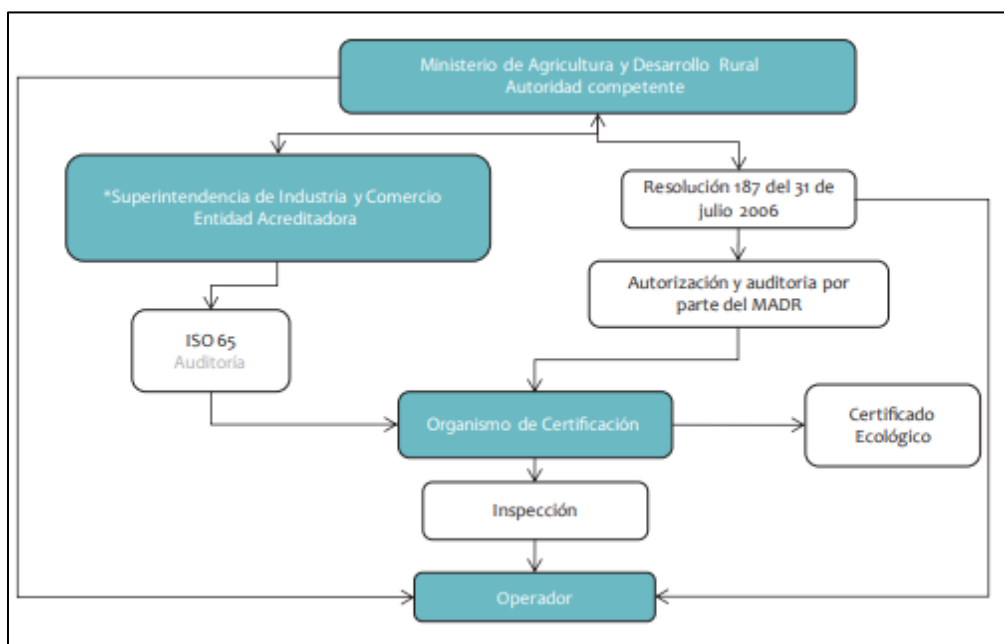 Ministerio de Agricultura y Desarrollo Rural
Autoridad competente
*Superintendencia de Industria y Comercio
Entidad Acreditadora
Resolución 187 del 31 de
julio 2006
Autorización y auditoria por
parte del MADR
ISO 65
Auditoría
Organismo de Certificación
Certificado
Ecológico
Inspección
Operador